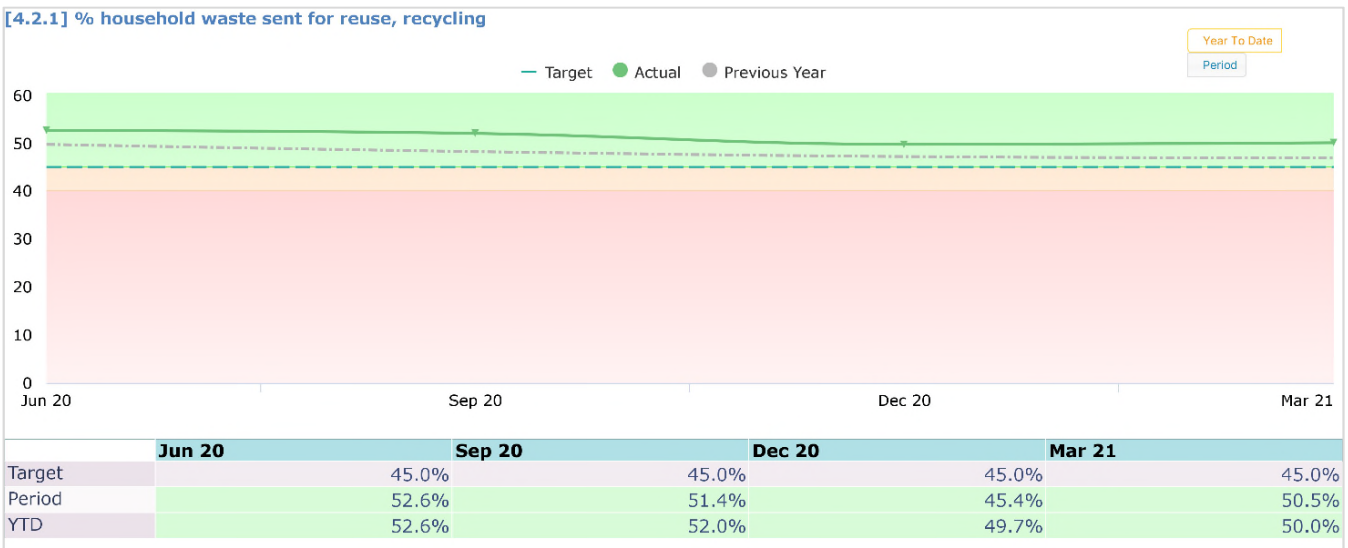 [4.2.1] % household waste sent for reuse, recycling
Year To Date
Period
Target Actual Previous Year
60
50
40
30
20
10
0
Jun 20 Sep 20 Dec 20 Mar 21
Jun 20 Sep 20 Dec 20 Mar 21
Target 45.0% 45.0% 45.0% 45.0%
Period 52.6% 51.4% 45.4% 50.5%
YTD 52.6% 52.0% 49.7% 50.0%